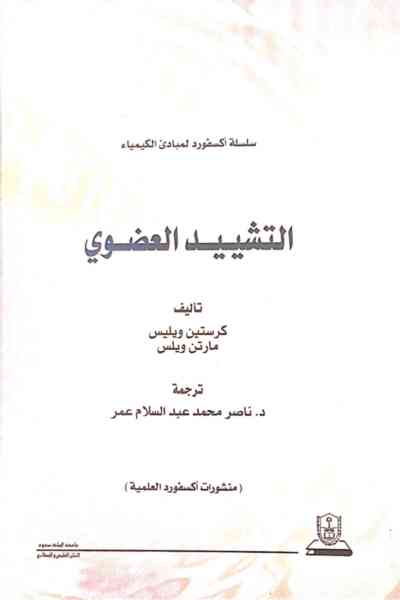 سلسلة أكسفورد لمبادئ الكيمياء
التشييد العضوي
تأليف
كرستين ويليس
مارتن ويلس
ترجمة
د. ناصر محمد عبد السلام عمر
(منشورات أكسفورد العلمية)
جامعة الملك سعود
النشر العلمي والمطابع